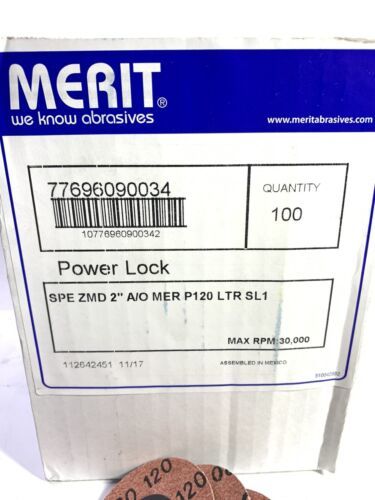 MERIT®
we know abrasives
www.meritabrasives.com
77696090034
10776960900342
QUANTITY
100
Power Lock
SPE ZMD 2" A/O MER P120 LTR SL1
MAX RPM:30,000
112642451 11/17
ASSEMBLED IN MEXICO
120
120